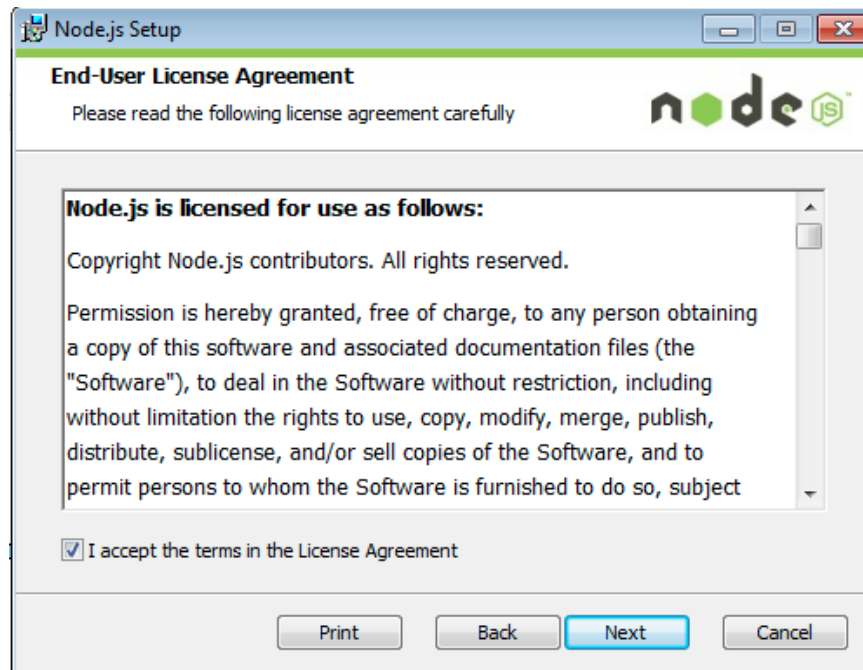 Node.js Setup
End-User License Agreement
Please read the following license agreement carefully
node JS™
Node.js is licensed for use as follows:
Copyright Node.js contributors. All rights reserved.
Permission is hereby granted, free of charge, to any person obtaining
a copy of this software and associated documentation files (the
"Software"), to deal in the Software without restriction, including
without limitation the rights to use, copy, modify, merge, publish,
distribute, sublicense, and/or sell copies of the Software, and to
permit persons to whom the Software is furnished to do so, subject
I accept the terms in the License Agreement
Print Back Next Cancel